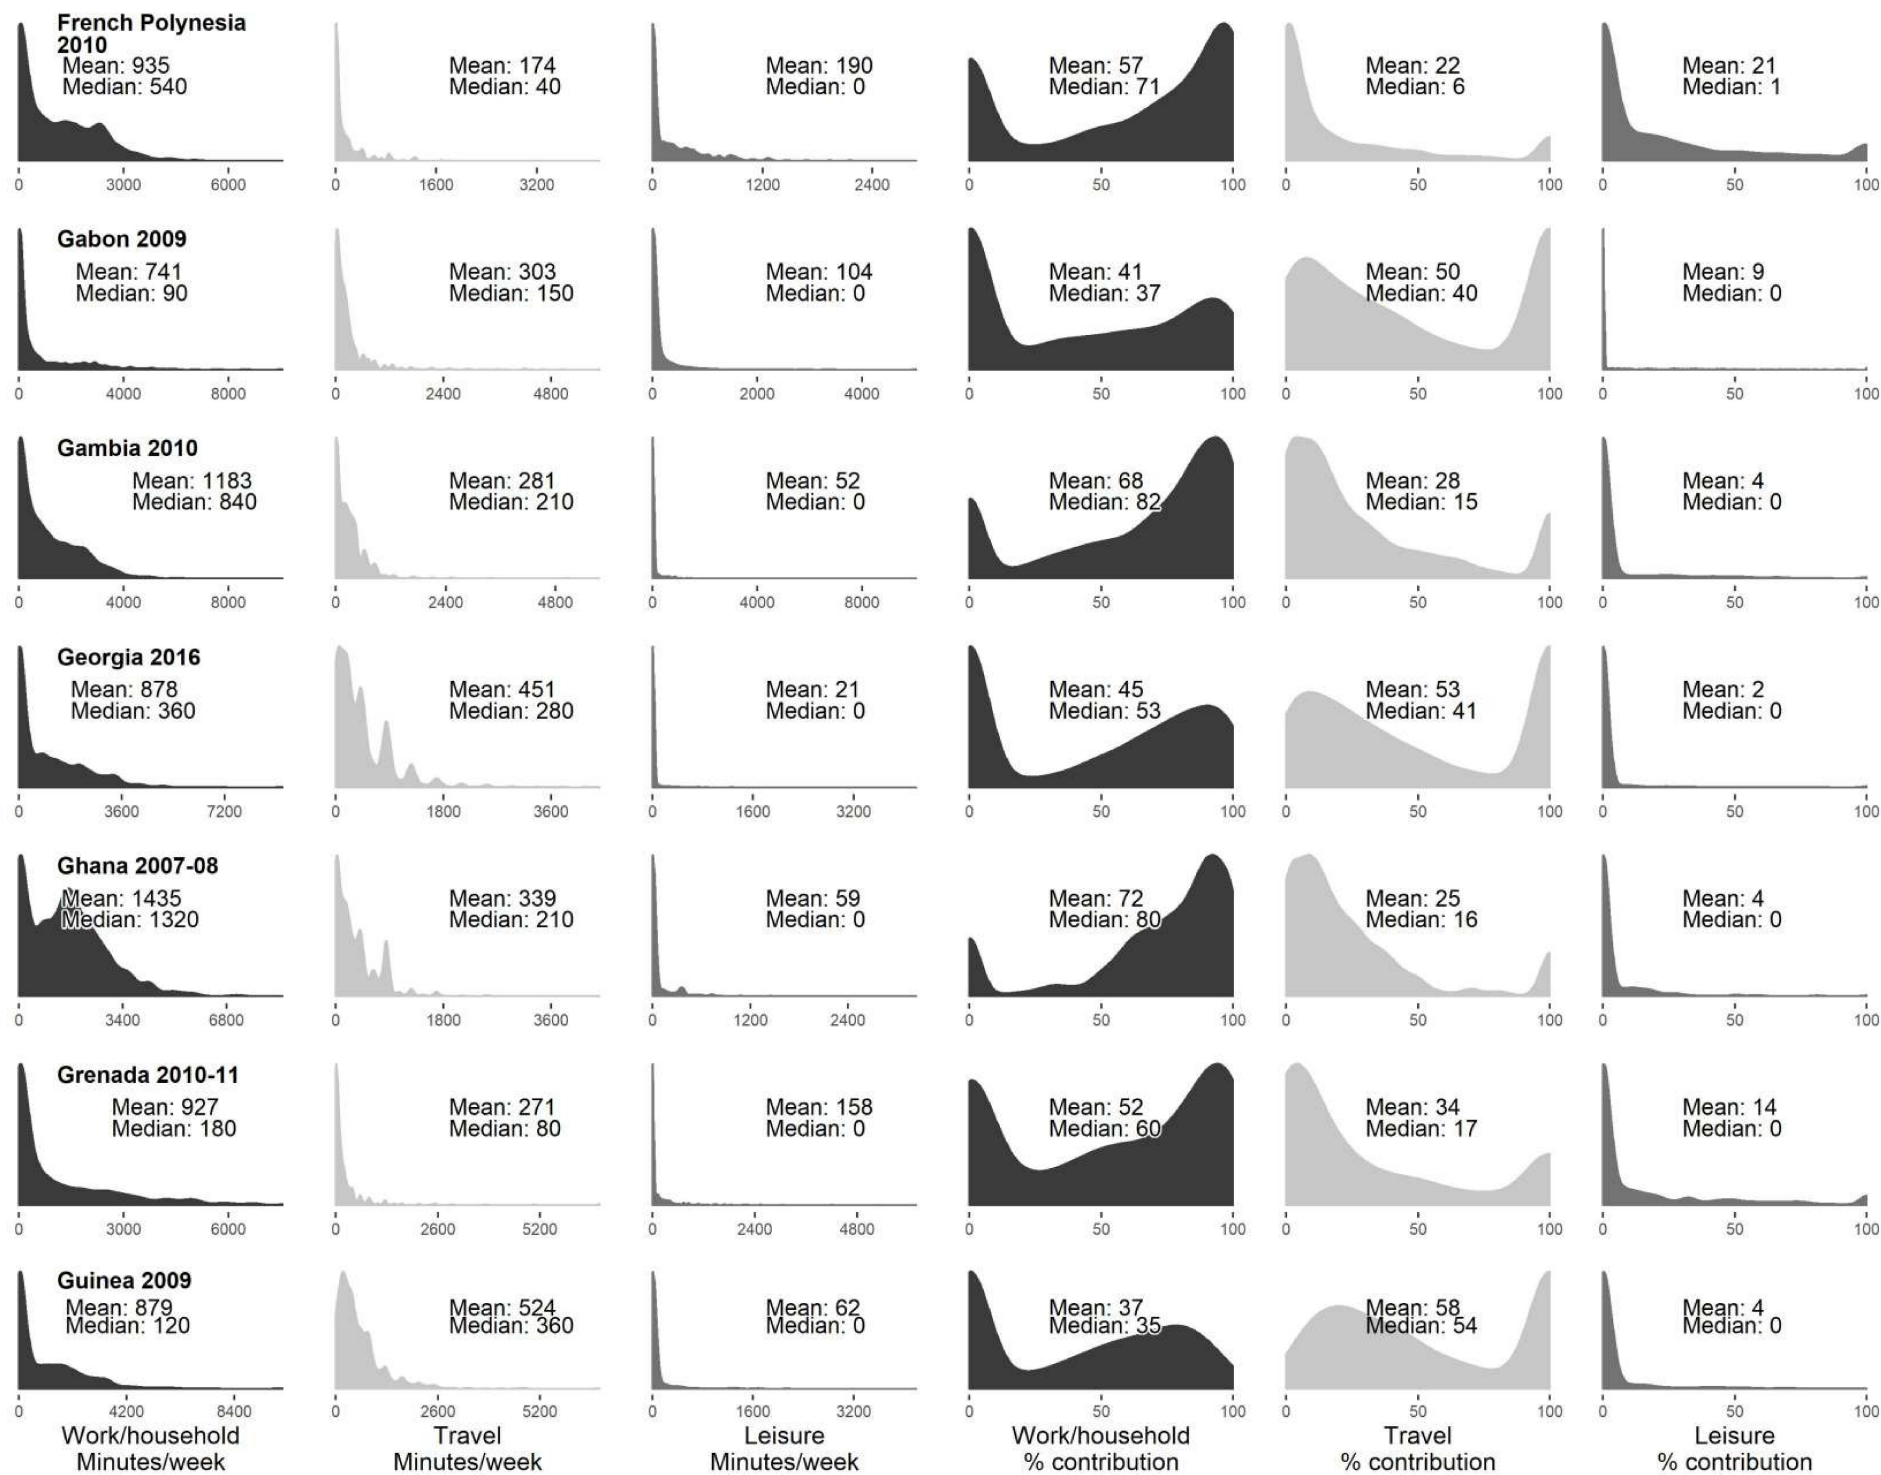 French Polynesia
2010
Mean: 935
Median: 540
Mean: 174
Median: 40
Mean: 190
Median: 0
Mean: 57
Median: 71
Mean: 22
Median: 6
Mean: 21
Median: 1
0 3000 6000
0 1600 3200
0 1200 2400
0 50 100
0 50 100
0 50 100
Gabon 2009
Mean: 741
Median: 90
Mean: 303
Median: 150
Mean: 104
Median: 0
Mean: 41
Median: 37
Mean: 50
Median: 40
Mean: 9
Median: 0
0 4000 8000
0 2400 4800
0 2000 4000
0 50 100
0 50 100
0 50 100
Gambia 2010
Mean: 1183
Median: 840
Mean: 281
Median: 210
Mean: 52
Median: 0
Mean: 68
Median: 82
Mean: 28
Median: 15
Mean: 4
Median: 0
0 4000 8000
0 2400 4800
0 4000 8000
0 50 100
0 50 100
0 50 100
Georgia 2016
Mean: 878
Median: 360
Mean: 451
Median: 280
Mean: 21
Median: 0
Mean: 45
Median: 53
Mean: 53
Median: 41
Mean: 2
Median: 0
0 3600 7200
0 1800 3600
0 1600 3200
0 50 100
0 50 100
0 50 100
Ghana 2007-08
Mean: 1435
Median: 1320
Mean: 339
Median: 210
Mean: 59
Median: 0
Mean: 72
Median: 80
Mean: 25
Median: 16
Mean: 4
Median: 0
0 3400 6800
0 1800 3600
0 1200 2400
0 50 100
0 50 100
0 50 100
Grenada 2010-11
Mean: 927
Median: 180
Mean: 271
Median: 80
Mean: 158
Median: 0
Mean: 52
Median: 60
Mean: 34
Median: 17
Mean: 14
Median: 0
0 3000 6000
0 2600 5200
0 2400 4800
0 50 100
0 50 100
0 50 100
Guinea 2009
Mean: 879
Median: 120
Mean: 524
Median: 360
Mean: 62
Median: 0
Mean: 37
Median: 35
Mean: 58
Median: 54
Mean: 4
Median: 0
0 4200 8400
0 2600 5200
0 1600 3200
0 50 100
0 50 100
0 50 100
Work/household
Minutes/week
Travel
Minutes/week
Leisure
Minutes/week
Work/household
% contribution
Travel
% contribution
Leisure
% contribution